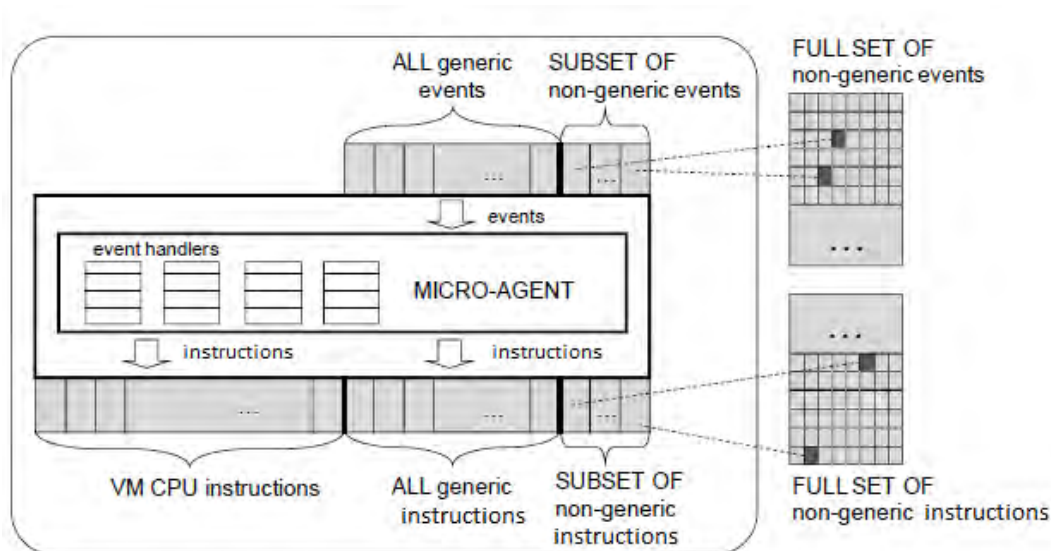 ALL generic
events
SUBSET OF
non-generic events
FULL SET OF
non-generic events
...
...
...
events
event handlers
MICRO-AGENT
instructions
instructions
...
...
...
...
VM CPU instructions
ALL generic
instructions
SUBSET OF
non-generic
instructions
FULL SET OF
non-generic instructions